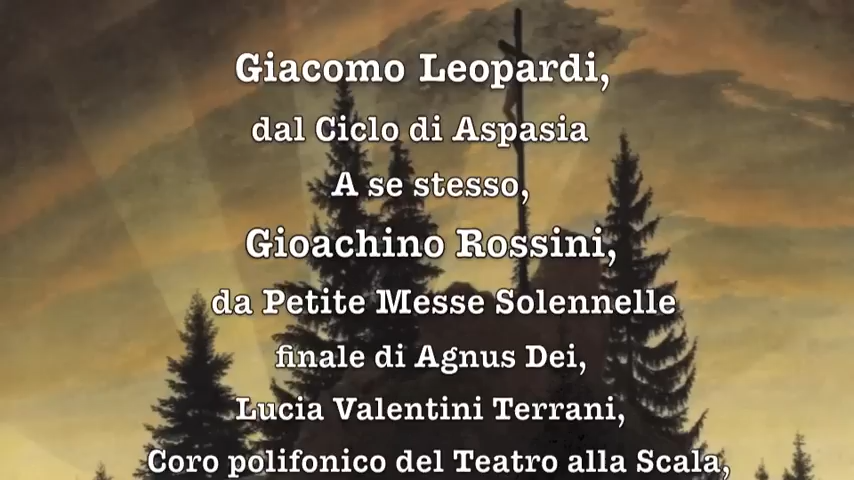 Giacomo Leopardi,
dal Ciclo di Aspasia
A se stesso,
Gioachino Rossini,
da Petite Messe Solennelle
finale di Agnus Dei,
Lucia Valentini Terrani,
Coro polifonico del Teatro alla Scala,